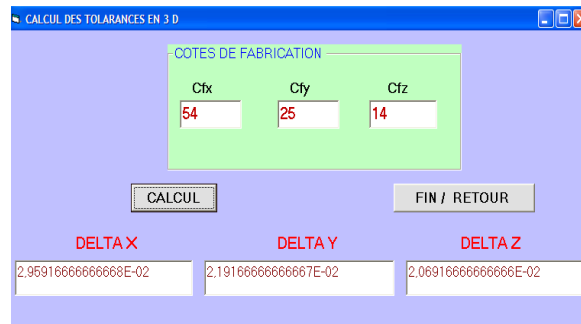 CALCUL DES TOLARANCES EN 3 D
COTES DE FABRICATION
Cfx Cfy Cfz
54 25 14
CALCUL FIN / RETOUR
DELTA X DELTA Y DELTA Z
2,95916666666668E-02 2,19166666666667E-02 2,06916666666666E-02